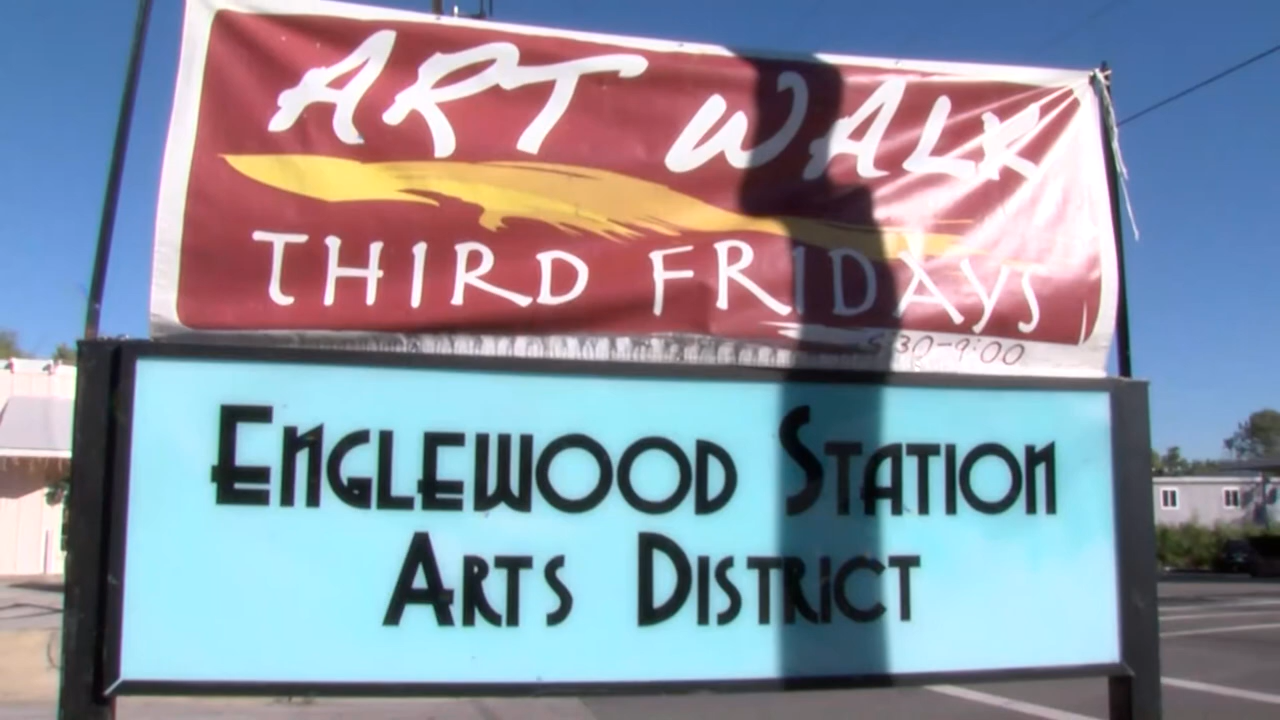 ART WALK
THIRD FRIDAYS
5:30-9:00
ENGLEWOOD STATION
ARTS DISTRICT